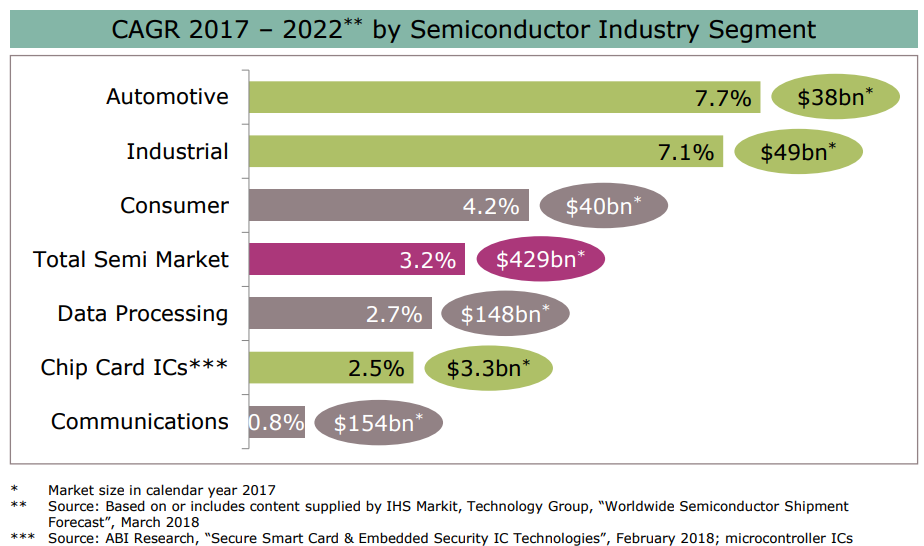 CAGR 2017 – 2022** by Semiconductor Industry Segment
Automotive 7.7% $38bn*
Industrial 7.1% $49bn*
Consumer 4.2% $40bn*
Total Semi Market 3.2% $429bn*
Data Processing 2.7% $148bn*
Chip Card ICs*** 2.5% $3.3bn*
Communications 0.8% $154bn*
* Market size in calendar year 2017
** Source: Based on or includes content supplied by IHS Markit, Technology Group, “Worldwide Semiconductor Shipment
Forecast”, March 2018
*** Source: ABI Research, “Secure Smart Card & Embedded Security IC Technologies”, February 2018; microcontroller ICs